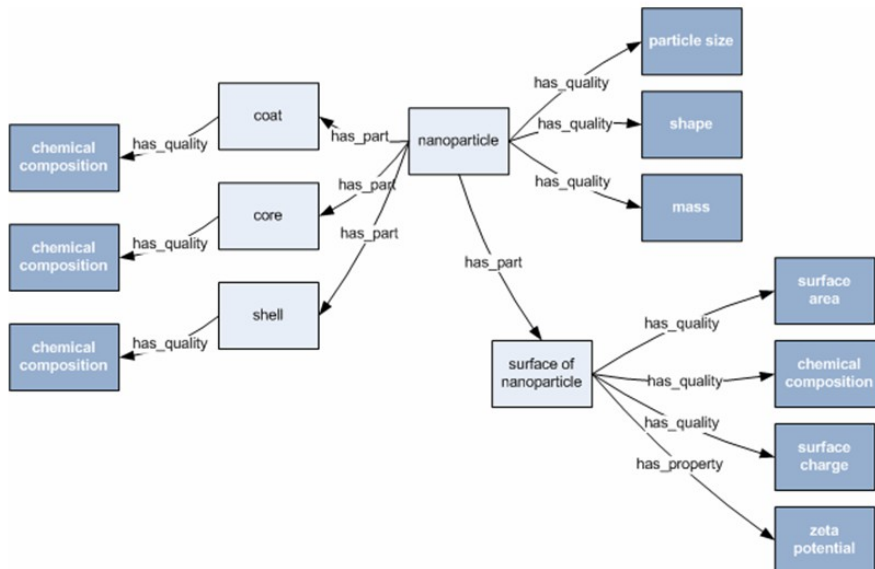 particle size
has_quality
coat
nanoparticle
has_quality
shape
chemical
composition
has_quality
has_part
has_quality
mass
has_part
core
chemical
composition
has_quality
has_part
has_part
surface
area
shell
has_quality
chemical
composition
has_quality
surface of
nanoparticle
has_quality
chemical
composition
has_quality
surface
charge
has_property
zeta
potential